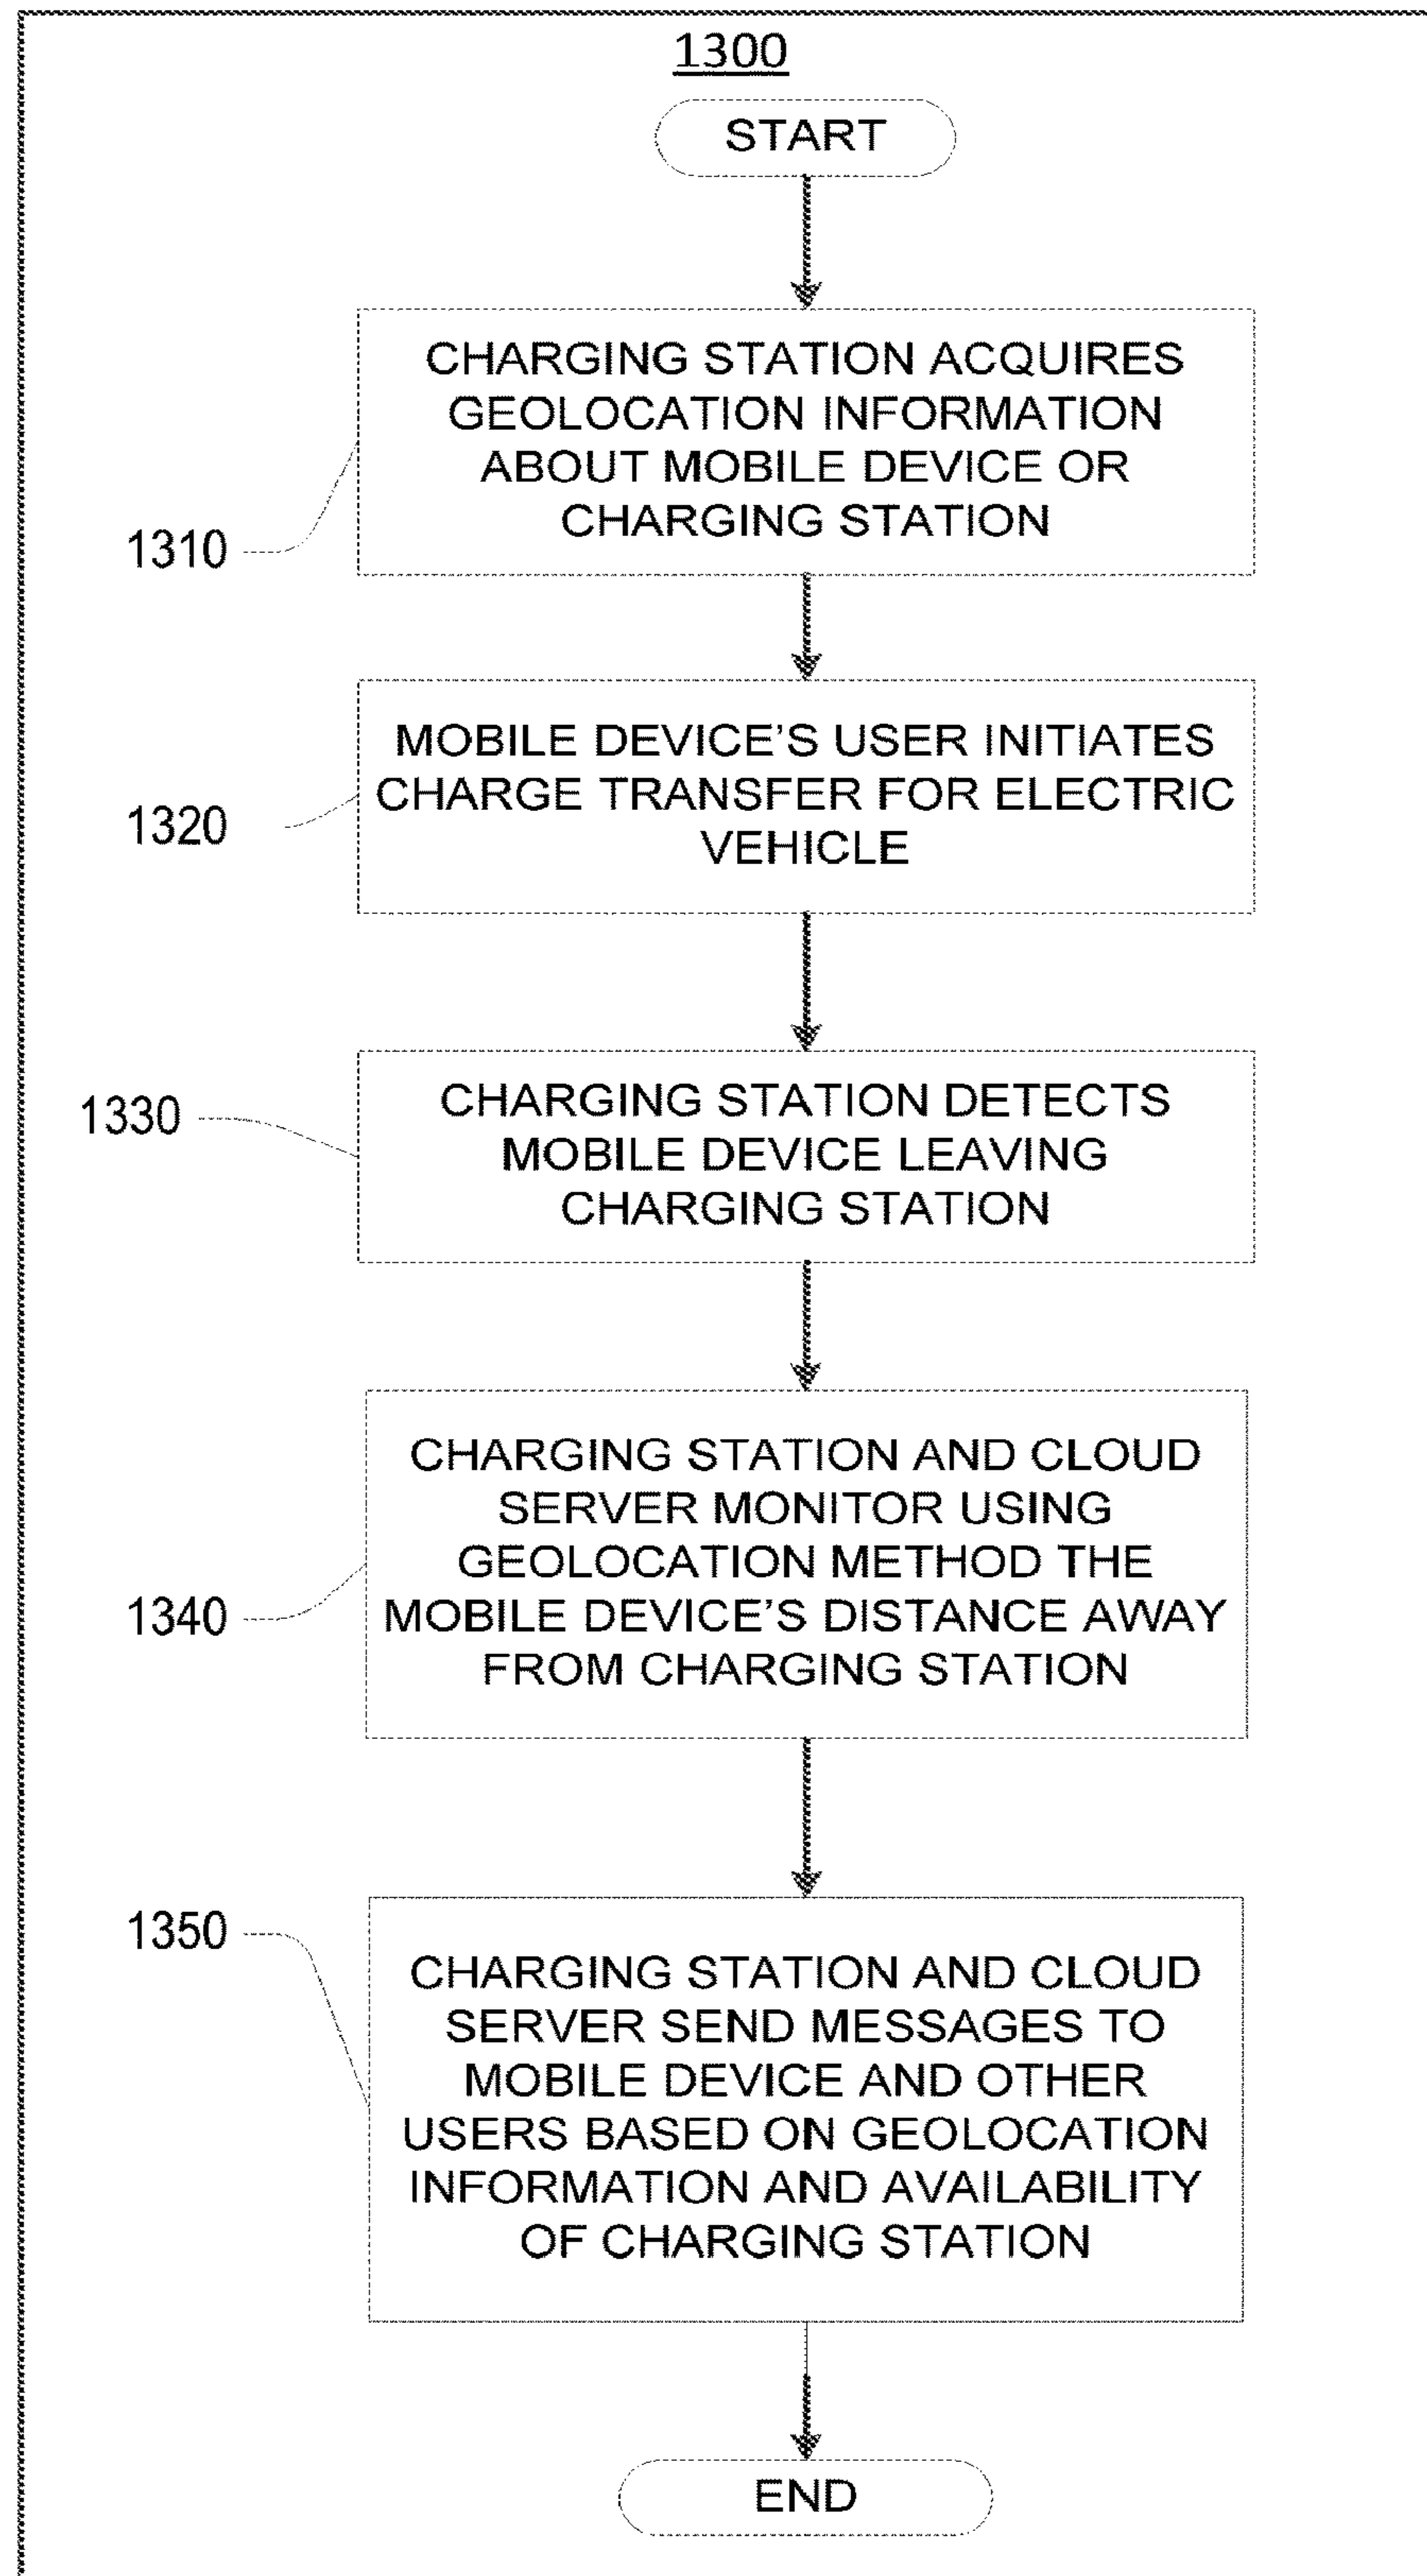 1300
START
CHARGING STATION ACQUIRES
GEOLOCATION INFORMATION
ABOUT MOBILE DEVICE OR
CHARGING STATION
1310
MOBILE DEVICE’S USER INITIATES
CHARGE TRANSFER FOR ELECTRIC
VEHICLE
1320
CHARGING STATION DETECTS
MOBILE DEVICE LEAVING
CHARGING STATION
1330
CHARGING STATION AND CLOUD
SERVER MONITOR USING
GEOLOCATION METHOD THE
MOBILE DEVICE’S DISTANCE AWAY
FROM CHARGING STATION
1340
CHARGING STATION AND CLOUD
SERVER SEND MESSAGES TO
MOBILE DEVICE AND OTHER
USERS BASED ON GEOLOCATION
INFORMATION AND AVAILABILITY
OF CHARGING STATION
1350
END